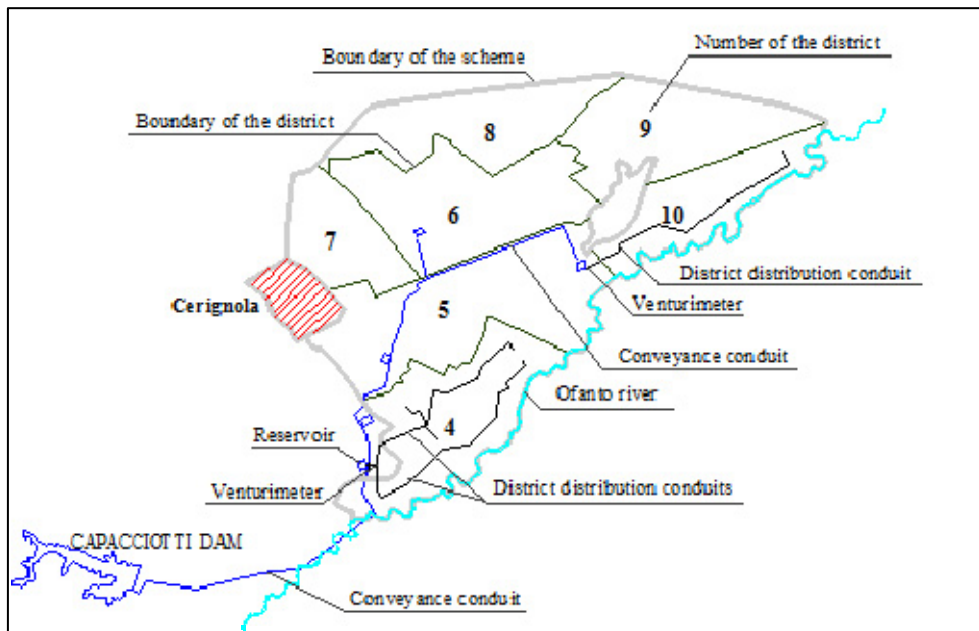 Number of the district
Boundary of the scheme
Boundary of the district
8
9
6
10
7
District distribution conduit
Venturimeter
Cerignola
5
Conveyance conduit
Ofanto river
4
Reservoir
Venturimeter
District distribution conduits
CAPACCIOTTI DAM
Conveyance conduit